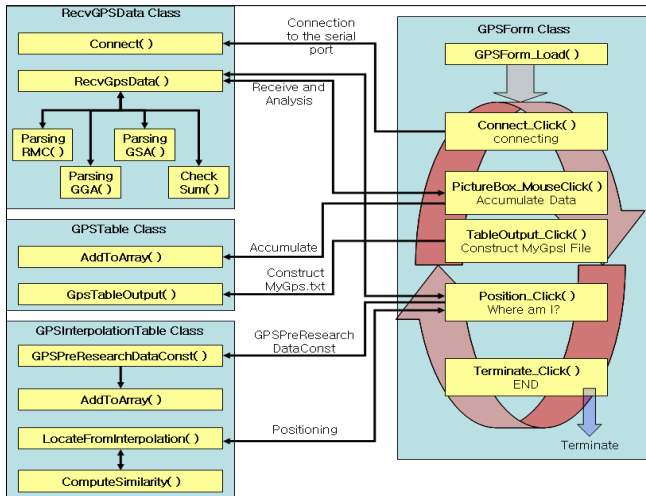 RecvGPSData Class
Connect( )
RecvGpsData( )
Parsing
RMC( )
Parsing
GSA( )
Parsing
GGA( )
Check
Sum( )
GPSTable Class
AddToArray( )
GpsTableOutput( )
GPSInterpolationTable Class
GPSPreResearchDataConst( )
AddToArray( )
LocateFromInterpolation( )
ComputeSimilarity( )
Connection
to the serial
port
Receive and
Analysis
Accumulate
Construct
MyGps.txt
GPSPreResearch
DataConst
Positioning
GPSForm Class
GPSForm_Load( )
Connect_Click( )
connecting
PictureBox_MouseClick( )
Accumulate Data
TableOutput_Click( )
Construct MyGpsl File
Position_Click( )
Where am I?
Terminate_Click( )
END
Terminate